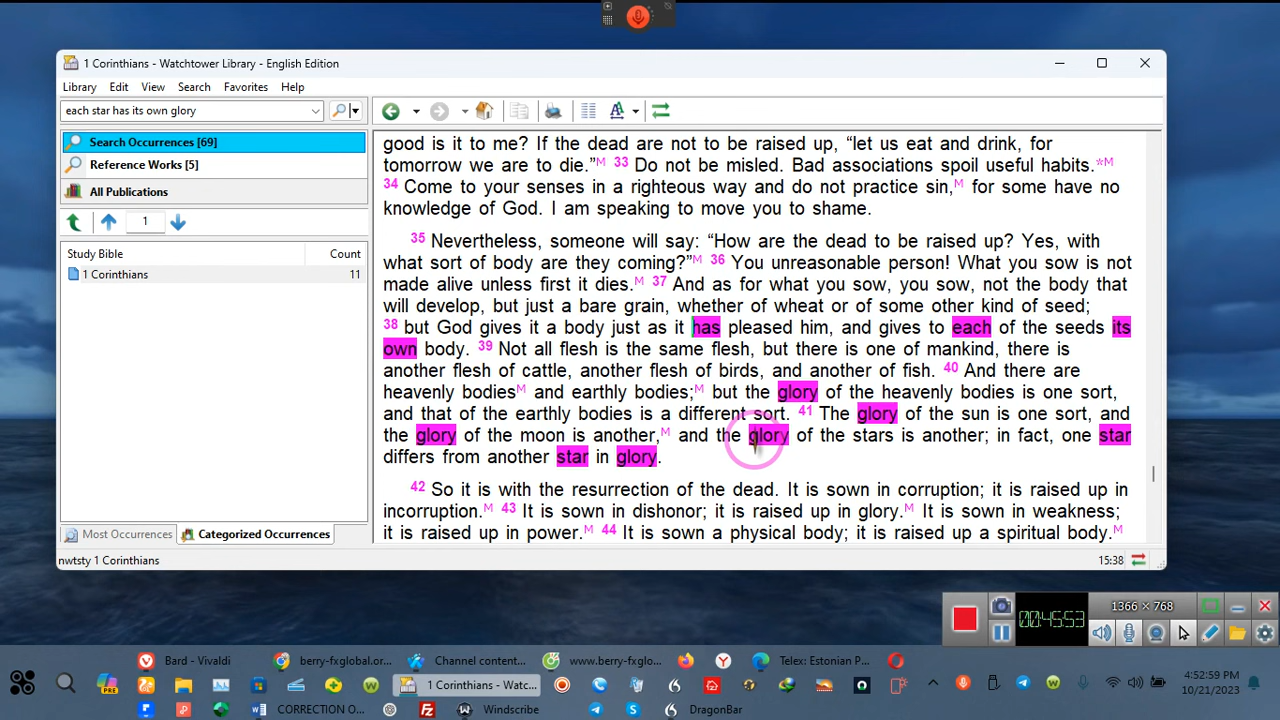 1 Corinthians - Watchtower Library - English Edition
Library Edit View Search Favorites Help
each star has its own glory
Search Occurrences [69]
Reference Works [5]
All Publications
1
Study Bible Count
1 Corinthians 11
Most Occurrences Categorized Occurrences
good is it to me? If the dead are not to be raised up, “let us eat and drink, for
tomorrow we are to die.”M 33 Do not be misled. Bad associations spoil useful habits.*M
34 Come to your senses in a righteous way and do not practice sin,M for some have no
knowledge of God. I am speaking to move you to shame.
35 Nevertheless, someone will say: “How are the dead to be raised up? Yes, with
what sort of body are they coming?”M 36 You unreasonable person! What you sow is not
made alive unless first it dies.M 37 And as for what you sow, you sow, not the body that
will develop, but just a bare grain, whether of wheat or of some other kind of seed;
38 but God gives it a body just as it has pleased him, and gives to each of the seeds its
own body. 39 Not all flesh is the same flesh, but there is one of mankind, there is
another flesh of cattle, another flesh of birds, and another of fish. 40 And there are
heavenly bodiesM and earthly bodies;M but the glory of the heavenly bodies is one sort,
and that of the earthly bodies is a different sort. 41 The glory of the sun is one sort, and
the glory of the moon is another,M and the glory of the stars is another; in fact, one star
differs from another star in glory.
42 So it is with the resurrection of the dead. It is sown in corruption; it is raised up in
incorruption.M 43 It is sown in dishonor; it is raised up in glory.M It is sown in weakness;
it is raised up in power.M 44 It is sown a physical body; it is raised up a spiritual body.M
nwtsty 1 Corinthians 15:38
1366 × 768
00:45:53
Bard - Vivaldi berry-fxglobal.or... Channel content... www.berry-fxglo... Telex: Estonian P...
PRE 1 Corinthians - Watc... 4:52:59 PM
CORRECTION O... Windscribe DragonBar 10/21/2023